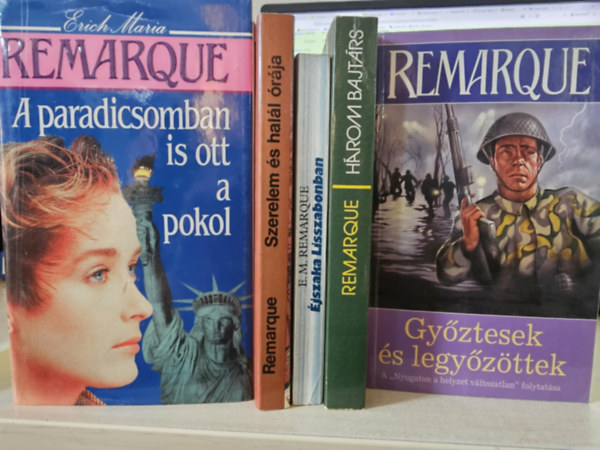 Erich Maria
REMARQUE
A paradicsomban
is ott
a
pokol
Remarque Szerelem és halál órája
E. M. REMARQUE
Éjszaka Lisszabonban
REMARQUE | HÁROM BAJTÁRS
REMARQUE
Győztesek
és legyőzöttek
A „Nyugaton a helyzet változatlan" folytatása